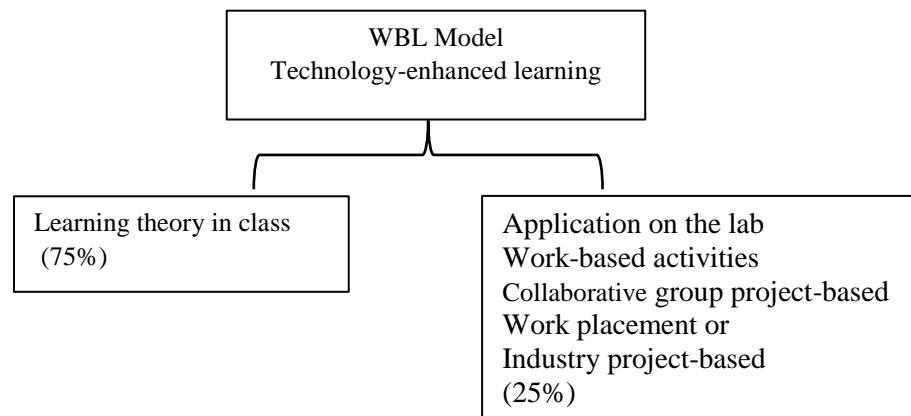 WBL Model
Technology-enhanced learning
Learning theory in class
(75%)
Application on the lab
Work-based activities
Collaborative group project-based
Work placement or
Industry project-based
(25%)